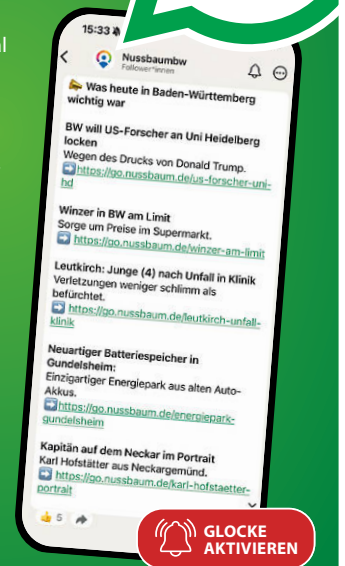 al
15:33
Nussbaumbw
Follower*innen
Was heute in Baden-Württemberg
wichtig war
BW will US-Forscher an Uni Heidelberg
locken
Wegen des Drucks von Donald Trump.
https://go.nussbaum.de/us-forscher-uni-
hd
Winzer in BW am Limit
Sorge um Preise im Supermarkt.
https://go.nussbaum.de/winzer-am-limit
Leutkirch: Junge (4) nach Unfall in Klinik
Verletzungen weniger schlimm als
befürchtet.
https://go.nussbaum.de/leutkirch-unfall-
klinik
Neuartiger Batteriespeicher in
Gundelsheim:
Einzigartiger Energiepark aus alten Auto-
Akkus.
https://go.nussbaum.de/energiepark-
gundelsheim
Kapitän auf dem Neckar im Portrait
Karl Hofstätter aus Neckargemünd.
https://go.nussbaum.de/karl-hofstaetter-
portrait
5
GLOCKE
AKTIVIEREN